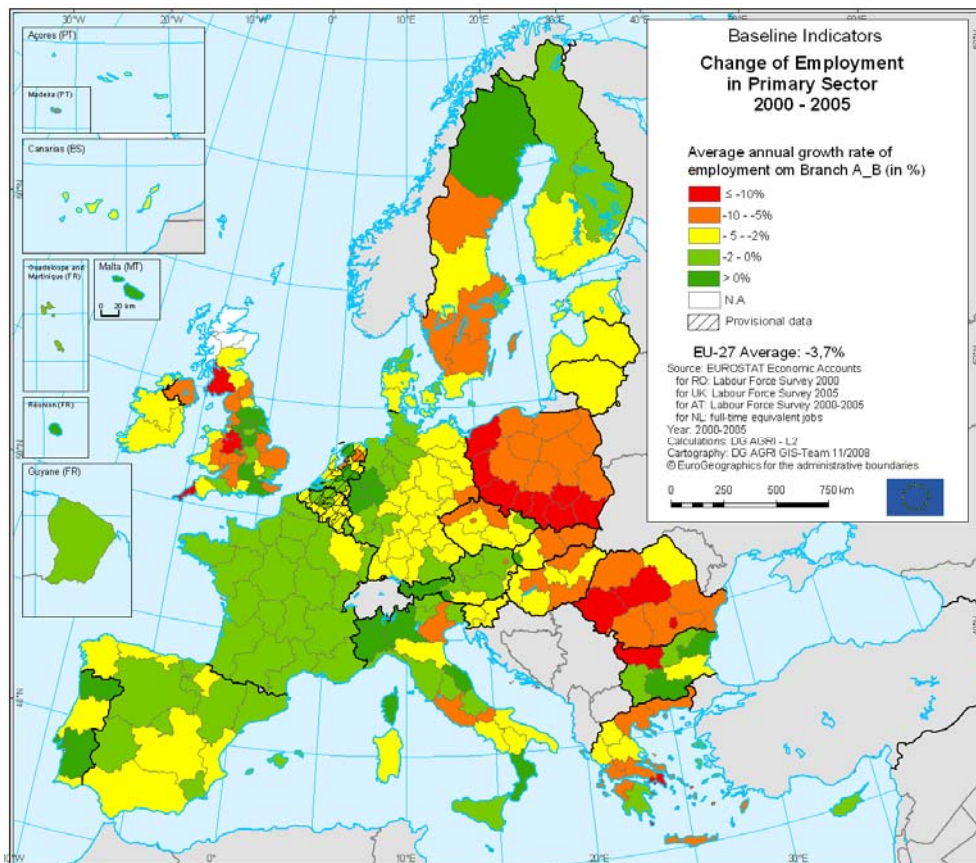 Baseline Indicators
Change of Employment
in Primary Sector
2000 - 2005
Average annual growth rate of
employment om Branch A_B (in %)
≤ -10%
-10 - -5%
- 5 - -2%
-2 - 0%
> 0%
N.A
Provisional data
EU-27 Average: -3,7%
Source: EUROSTAT Economic Accounts
for RO: Labour Force Survey 2000
for UK: Labour Force Survey 2005
for AT: Labour Force Survey 2000-2005
for NL: full-time equivalent jobs
Year: 2000-2005
Calculations: DG AGRI - L2
Cartography: DG AGRI GIS-Team 11/2008
© EuroGeographics for the administrative boundaries
0 250 500 750 km
Açores (PT)
Madeira (PT)
Canarias (ES)
Guadeloupe and
Martinique (FR)
Malta (MT)
0 20 km
Réunion (FR)
Guyane (FR)
30°W
20°W
10°W
0°
10°E
20°E
40°N
10°W
0°
10°E
20°E
30°E